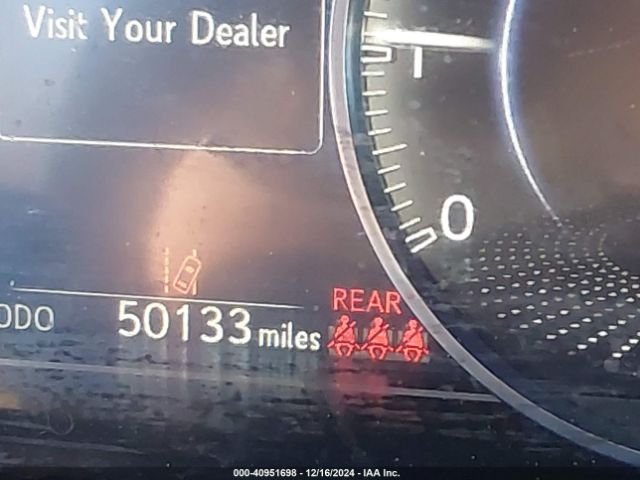 Visit Your Dealer
1
0
REAR
ODO 50133 miles
000-40951698 - 12/16/2024 - IAA Inc.